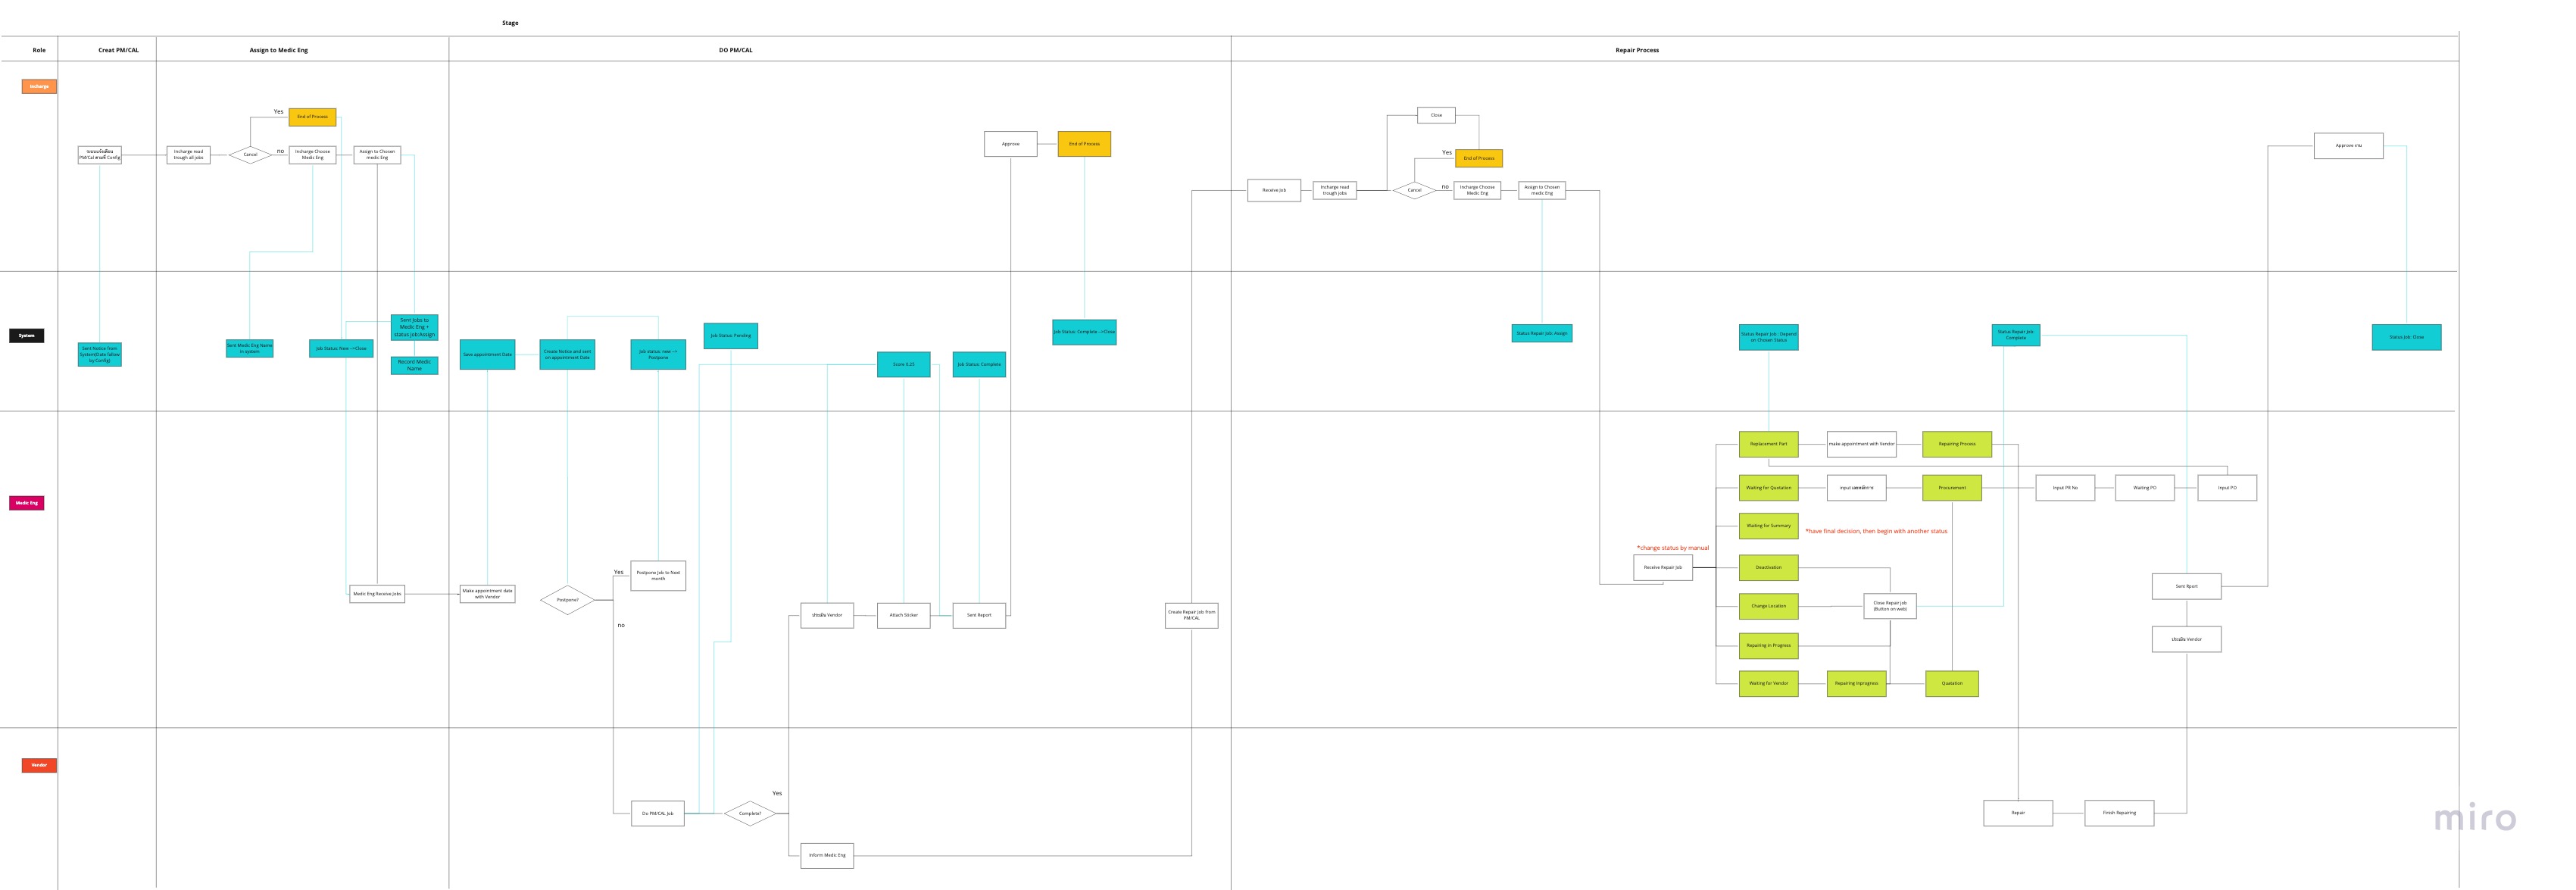 Stage
Role
Creat PM/CAL
Assign to Medic Eng
DO PM/CAL
Repair Process
Incharge
Yes
End of Process
ระบบแจ้งเตือน
PM/Cal ตามที่ Config
Incharge read
trough all jobs
Cancel
no
Incharge Choose
Medic Eng
Assign to Chosen
medic Eng
Approve
End of Process
Close
Yes
End of Process
Receive Job
Incharge read
trough jobs
Cancel
no
Incharge Choose
Medic Eng
Assign to Chosen
medic Eng
Approve งาน
System
Sent Notice from
System(Date follow
by Config)
Sent Medic Eng Name
in system
Job Status: New -->Close
Sent Jobs to
Medic Eng +
status Job:Assign
Record Medic
Name
Save appointment Date
Create Notice and sent
on appointment Date
Job status: new -->
Postpone
Job Status: Pending
Score 0.25
Job Status: Complete
Job Status: Complete -->Close
Status Repair Job: Assign
Status Repair Job : Depend
on Chosen Status
Status Repair Job:
Complete
Status Job: Close
Medic Eng
Replacement Part
make appointment with Vendor
Repairing Process
Waiting for Quotation
Procurement
Input PR No
Waiting PO
Input PO
Waiting for Summary
*have final decision, then begin with another status
*change status by manual
Receive Repair Job
Deactivation
Change Location
Close Repair Job
(Button on web)
Repairing in Progress
Waiting for Vendor
Repairing Inprogress
Quotation
Sent Rport
ประเมิน Vendor
Medic Eng Receive Jobs
Make appointment date
with Vendor
Postpone?
Yes
Postpone Job to Next
month
no
ประเมิน Vendor
Attach Sticker
Sent Report
Create Repair Job from
PM/CAL
Vendor
Do PM/CAL Job
Complete?
Yes
Inform Medic Eng
Repair
Finish Repairing
miro